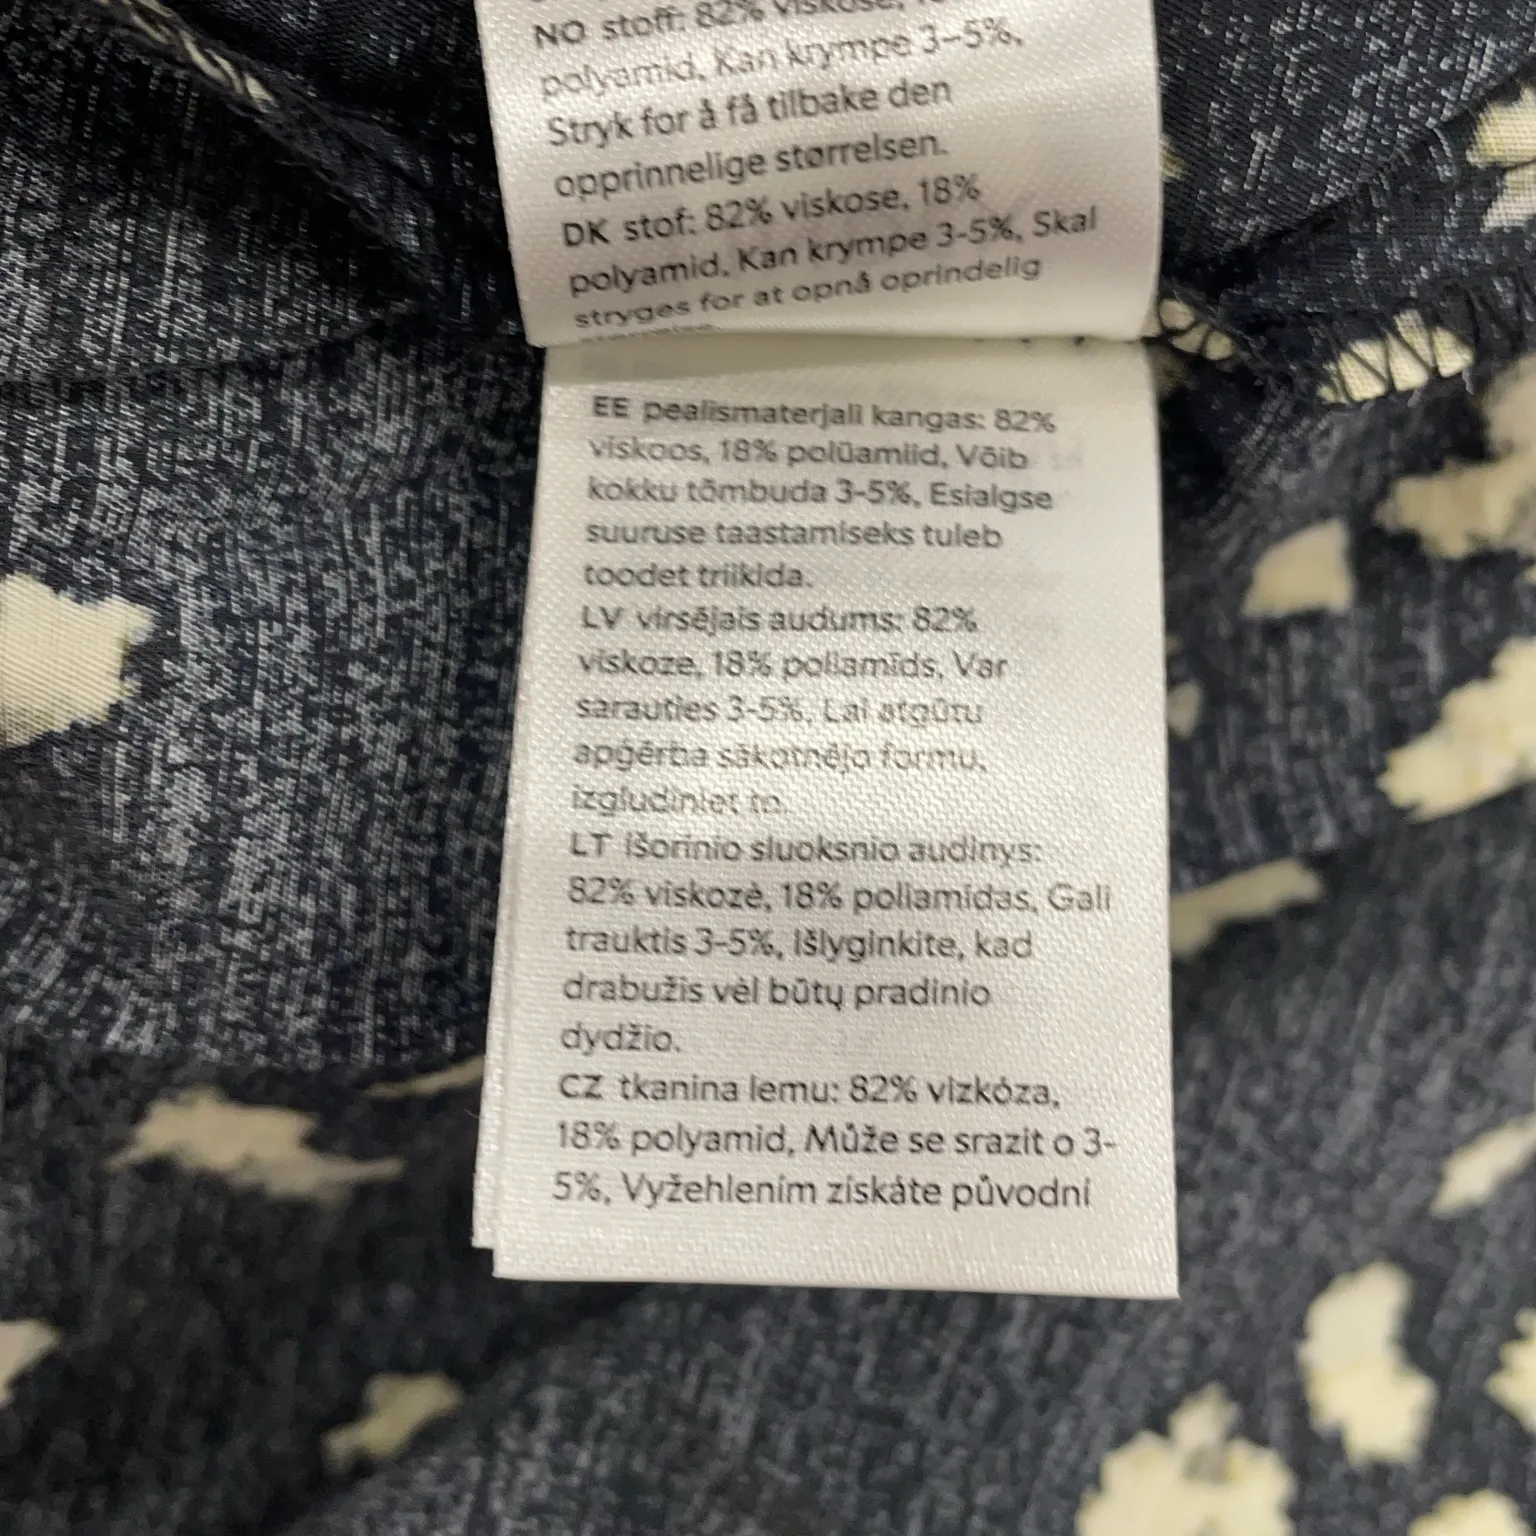 NO stoff: 82% viskose,
polyamid, Kan krympe 3–5%,
Stryk for å få tilbake den
opprinnelige størrelsen.
DK stof: 82% viskose, 18%
polyamid, Kan krympe 3-5%, Skal
stryges for at opnå oprindelig
EE pealismaterjali kangas: 82%
viskoos, 18% polüamiid, Võib
kokku tõmbuda 3-5%, Esialgse
suuruse taastamiseks tuleb
toodet triikida.
LV virsējais audums: 82%
viskoze, 18% poliamīds, Var
sarauties 3-5%, Lai atgūtu
apģērba sākotnējo formu,
izgludiniet to.
LT išorinio sluoksnio audinys:
82% viskozė, 18% poliamidas, Gali
trauktis 3–5%, Išlyginkite, kad
drabužis vėl būtų pradinio
dydžio.
CZ tkanina lemu: 82% vizkóza,
18% polyamid, Může se srazit o 3-
5%, Vyžehlením získáte původní